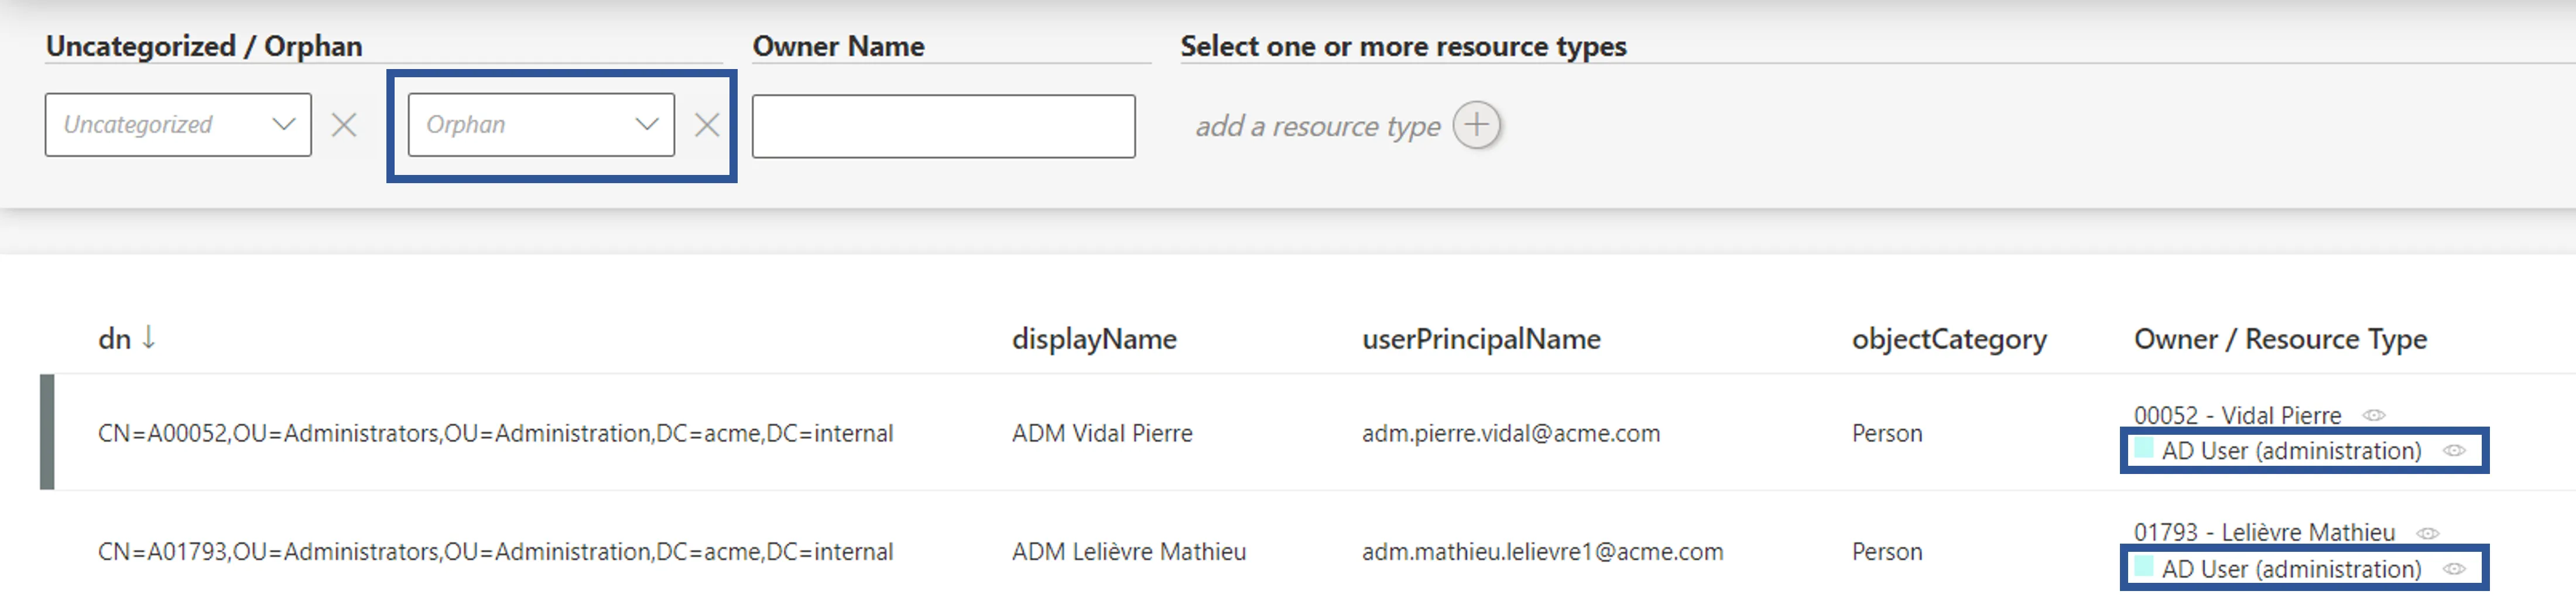 Uncategorized / Orphan
Owner Name
Select one or more resource types
Uncategorized
Orphan
add a resource type
dn
displayName
userPrincipalName
objectCategory
Owner / Resource Type
CN=A00052,OU=Administrators,OU=Administration,DC=acme,DC=internal
ADM Vidal Pierre
adm.pierre.vidal@acme.com
Person
00052 - Vidal Pierre
AD User (administration)
CN=A01793,OU=Administrators,OU=Administration,DC=acme,DC=internal
ADM Lelièvre Mathieu
adm.mathieu.lelievre1@acme.com
Person
01793 - Lelièvre Mathieu
AD User (administration)